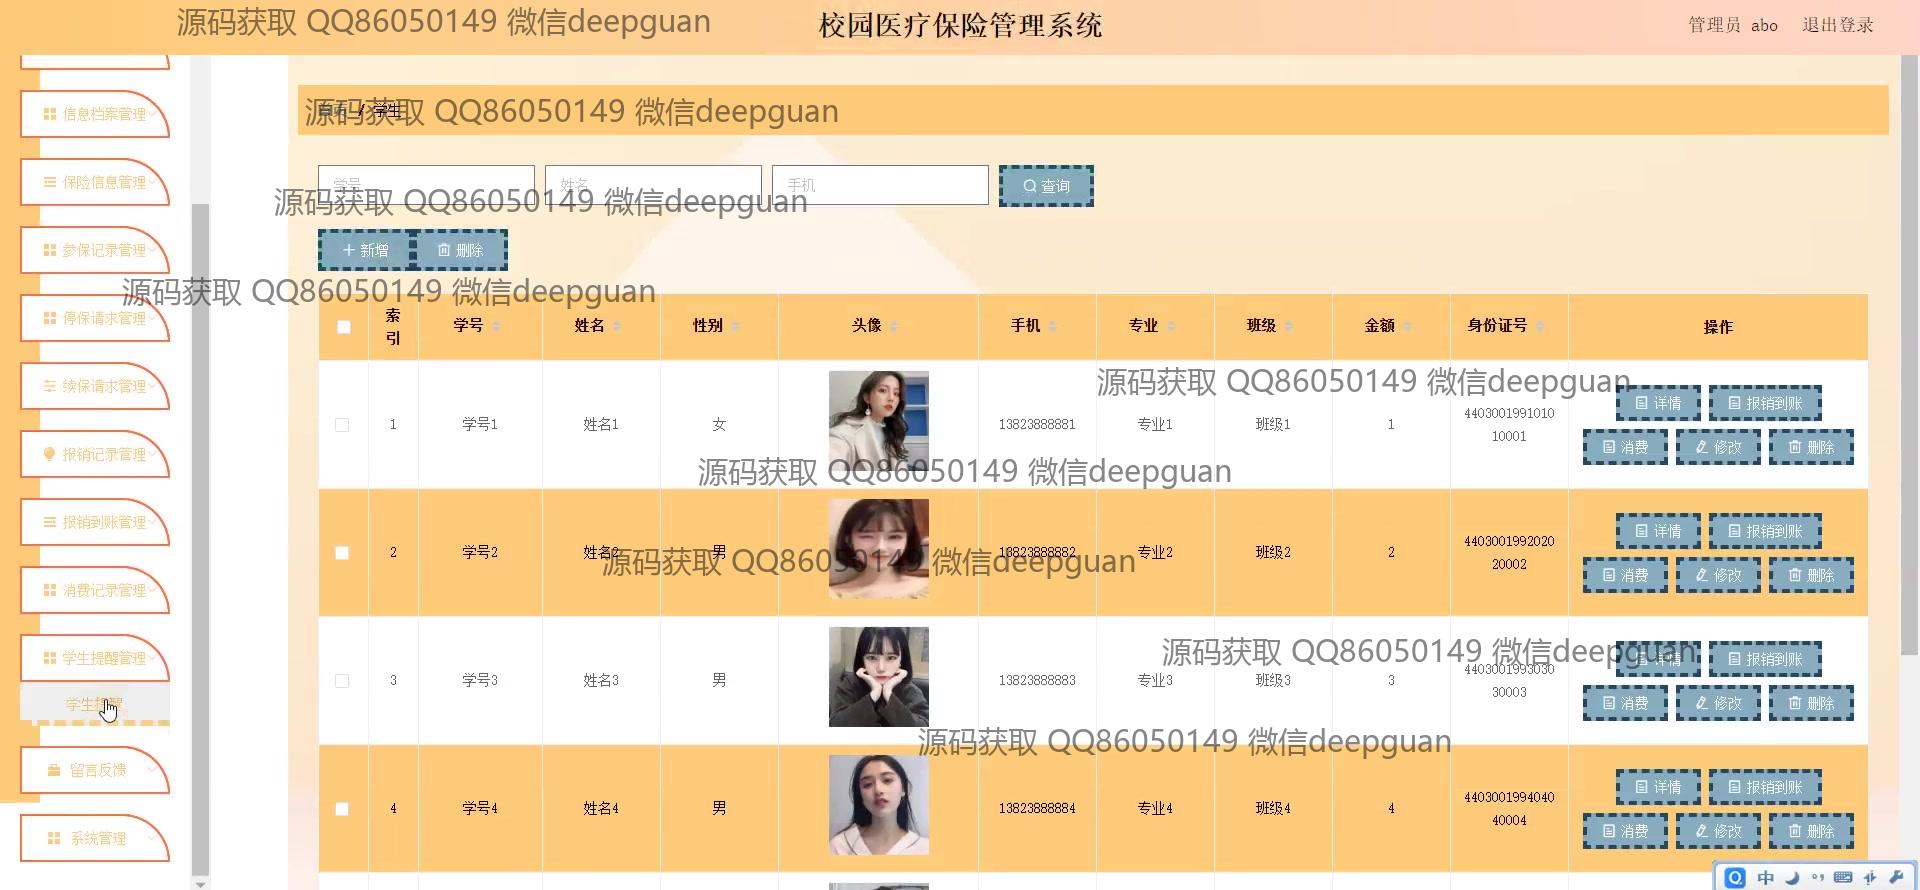 校园医疗保险管理系统
管理员 abo 退出登录
源码获取 QQ86050149 微信deepguan
信息档案管理
保险信息管理
参保记录管理
停保请求管理
续保请求管理
报销记录管理
报销到账管理
消费记录管理
学生提醒管理
学生提醒
留言反馈
系统管理
/ 学生
源码获取 QQ86050149 微信deepguan
学号 姓名 手机 查询
源码获取 QQ86050149 微信deepguan
新增 删除
源码获取 QQ86050149 微信deepguan
索引 学号 姓名 性别 头像 手机 专业 班级 金额 身份证号 操作
源码获取 QQ86050149 微信deepguan
1 学号1 姓名1 女 13823888881 专业1 班级1 1 440300199101010001 详情 报销到账
消费 修改 删除
源码获取 QQ86050149 微信deepguan
2 学号2 姓名2 男 13823888882 专业2 班级2 2 440300199202020002 详情 报销到账
消费 修改 删除
源码获取 QQ86050149 微信deepguan
3 学号3 姓名3 男 13823888883 专业3 班级3 3 440300199303030003 详情 报销到账
消费 修改 删除
源码获取 QQ86050149 微信deepguan
4 学号4 姓名4 男 13823888884 专业4 班级4 4 440300199404040004 详情 报销到账
消费 修改 删除
源码获取 QQ86050149 微信deepguan
中